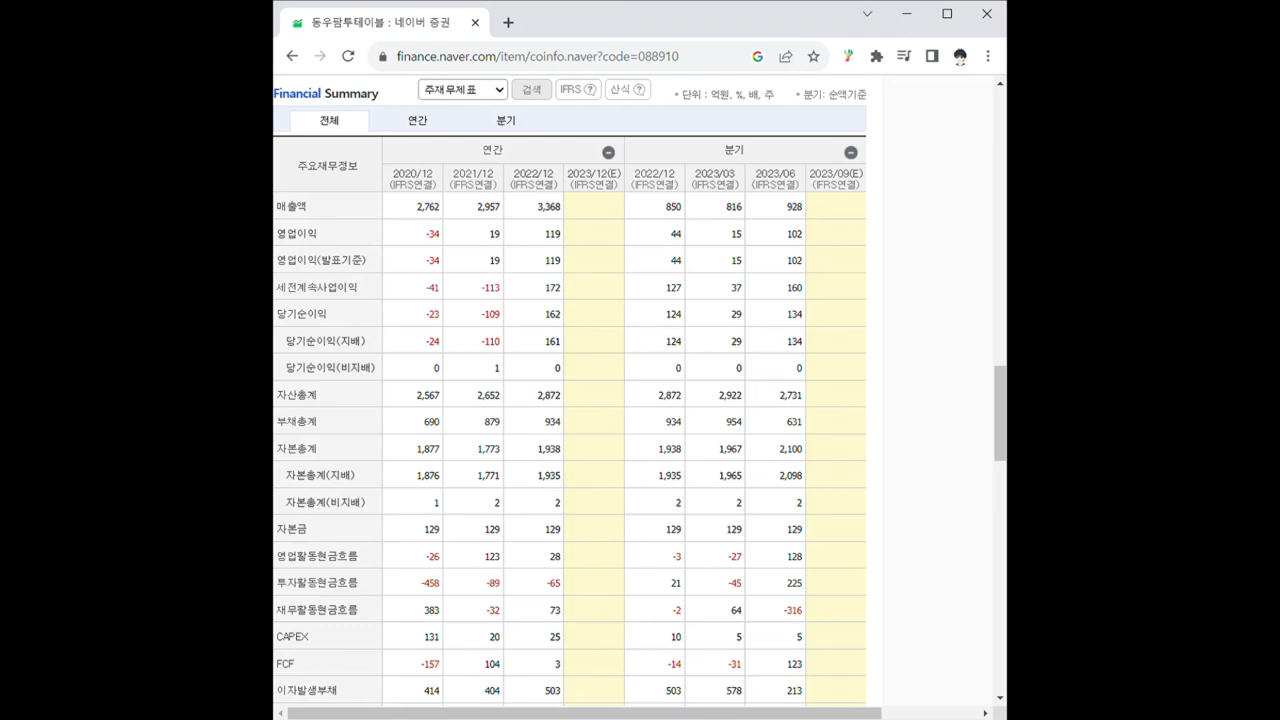 동우팜투테이블 : 네이버 증권
finance.naver.com/item/coinfo.naver?code=088910
Financial Summary 주재무제표 검색 IFRS ? 산식 ? * 단위 : 억원, %, 배, 주 * 분기: 순액기준
전체 연간 분기
주요재무정보 연간 분기
2020/12 (IFRS연결) 2021/12 (IFRS연결) 2022/12 (IFRS연결) 2023/12(E) (IFRS연결) 2022/12 (IFRS연결) 2023/03 (IFRS연결) 2023/06 (IFRS연결) 2023/09(E) (IFRS연결)
매출액 2,762 2,957 3,368 850 816 928
영업이익 -34 19 119 44 15 102
영업이익(발표기준) -34 19 119 44 15 102
세전계속사업이익 -41 -113 172 127 37 160
당기순이익 -23 -109 162 124 29 134
당기순이익(지배) -24 -110 161 124 29 134
당기순이익(비지배) 0 1 0 0 0 0
자산총계 2,567 2,652 2,872 2,872 2,922 2,731
부채총계 690 879 934 934 954 631
자본총계 1,877 1,773 1,938 1,938 1,967 2,100
자본총계(지배) 1,876 1,771 1,935 1,935 1,965 2,098
자본총계(비지배) 1 2 2 2 2 2
자본금 129 129 129 129 129 129
영업활동현금흐름 -26 123 28 -3 -27 128
투자활동현금흐름 -458 -89 -65 21 -45 225
재무활동현금흐름 383 -32 73 -2 64 -316
CAPEX 131 20 25 10 5 5
FCF -157 104 3 -14 -31 123
이자발생부채 414 404 503 503 578 213